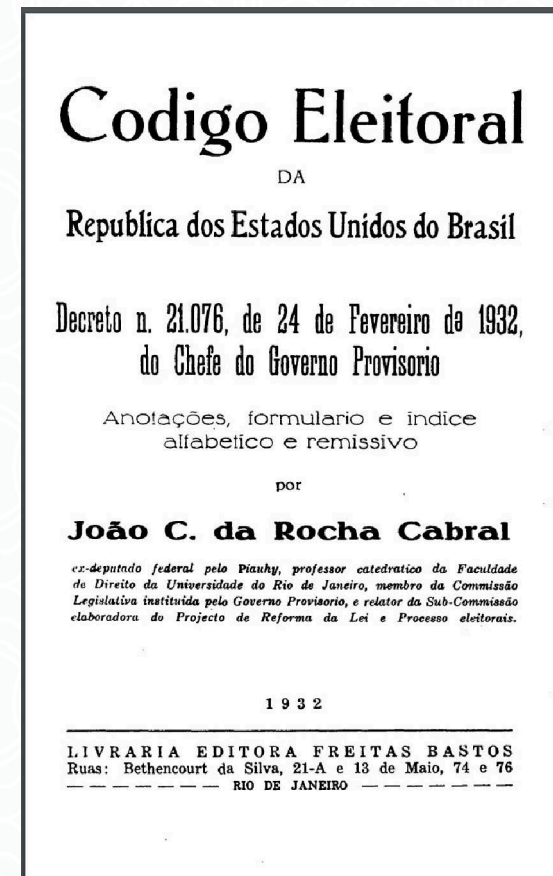 Codigo Eleitoral
DA
Republica dos Estados Unidos do Brasil
Decreto n. 21.076, de 24 de Fevereiro de 1932,
do Chefe do Governo Provisorio
Anotações, formulario e indice
alfabetico e remissivo
por
João C. da Rocha Cabral
ex-deputado federal pelo Piauhy, professor catedratico da Faculdade
de Direito da Universidade do Rio de Janeiro, membro da Commissão
Legislativa instituida pelo Governo Provisorio, e relator da Sub-Commissão
elaboradora do Projecto de Reforma da Lei e Processo eleitorais.
1932
LIVRARIA EDITORA FREITAS BASTOS
Ruas: Bethencourt da Silva, 21-A e 13 de Maio, 74 e 76
— — — — — — — RIO DE JANEIRO — — — — — — —